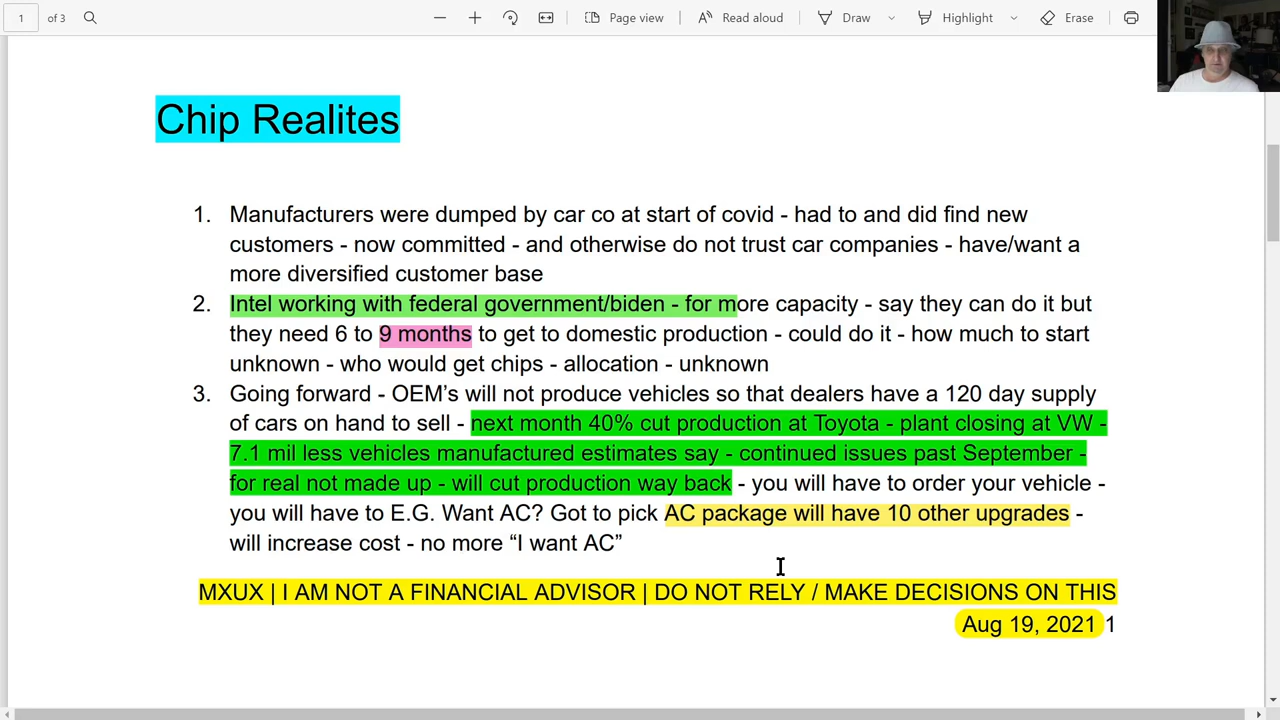 1 of 3 Page view Read aloud Draw Highlight Erase
Chip Realites
1. Manufacturers were dumped by car co at start of covid - had to and did find new
customers - now committed - and otherwise do not trust car companies - have/want a
more diversified customer base
2. Intel working with federal government/biden - for more capacity - say they can do it but
they need 6 to 9 months to get to domestic production - could do it - how much to start
unknown - who would get chips - allocation - unknown
3. Going forward - OEM’s will not produce vehicles so that dealers have a 120 day supply
of cars on hand to sell - next month 40% cut production at Toyota - plant closing at VW -
7.1 mil less vehicles manufactured estimates say - continued issues past September -
for real not made up - will cut production way back - you will have to order your vehicle -
you will have to E.G. Want AC? Got to pick AC package will have 10 other upgrades -
will increase cost - no more “I want AC”
MXUX | I AM NOT A FINANCIAL ADVISOR | DO NOT RELY / MAKE DECISIONS ON THIS
Aug 19, 2021 1